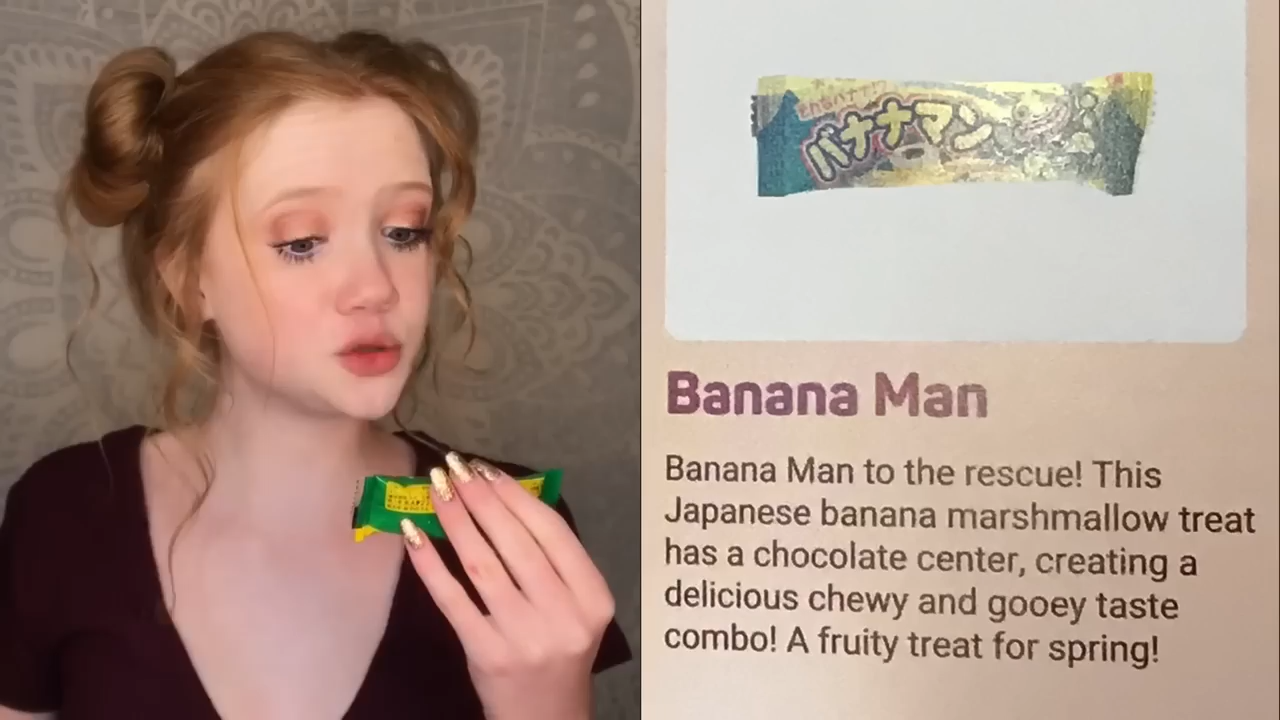 バナナマン
Banana Man
Banana Man to the rescue! This
Japanese banana marshmallow treat
has a chocolate center, creating a
delicious chewy and gooey taste
combo! A fruity treat for spring!